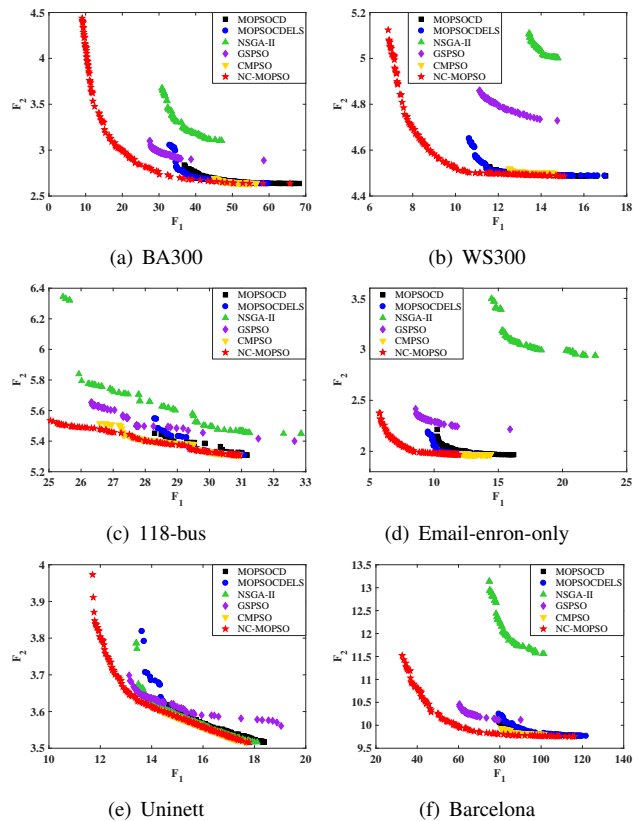 4.5
4
3.5
3
2.5
F2
0 10 20 30 40 50 60 70
F1
MOPSOCD
MOPSOCDELS
NSGA-II
GSPSO
CMPSO
NC-MOPSO
(a) BA300
5.2
5
4.8
4.6
4.4
F2
6 8 10 12 14 16 18
F1
MOPSOCD
MOPSOCDELS
NSGA-II
GSPSO
CMPSO
NC-MOPSO
(b) WS300
6.4
6.2
6
5.8
5.6
5.4
5.2
F2
25 26 27 28 29 30 31 32 33
F1
MOPSOCD
MOPSOCDELS
NSGA-II
GSPSO
CMPSO
NC-MOPSO
(c) 118-bus
3.5
3
2.5
2
F2
5 10 15 20 25
F1
MOPSOCD
MOPSOCDELS
NSGA-II
GSPSO
CMPSO
NC-MOPSO
(d) Email-enron-only
4
3.9
3.8
3.7
3.6
3.5
F2
10 12 14 16 18 20
F1
MOPSOCD
MOPSOCDELS
NSGA-II
GSPSO
CMPSO
NC-MOPSO
(e) Uninett
13.5
13
12.5
12
11.5
11
10.5
10
9.5
F2
20 40 60 80 100 120 140
F1
MOPSOCD
MOPSOCDELS
NSGA-II
GSPSO
CMPSO
NC-MOPSO
(f) Barcelona